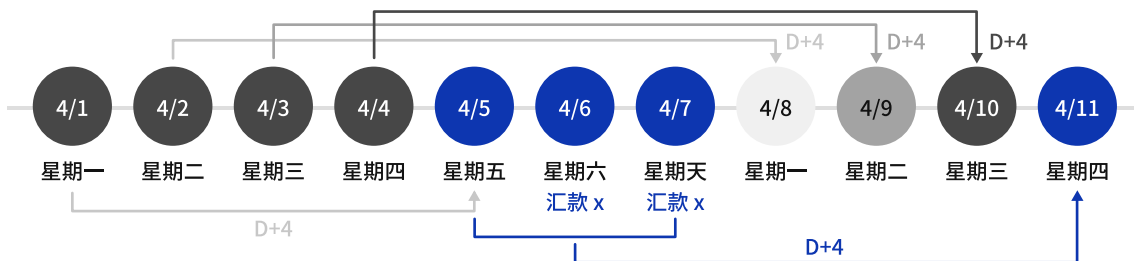 D+4 D+4 D+4
4/1 4/2 4/3 4/4 4/5 4/6 4/7 4/8 4/9 4/10 4/11
星期一 星期二 星期三 星期四 星期五 星期六 星期天 星期一 星期二 星期三 星期四
汇款 x 汇款 x
D+4
D+4